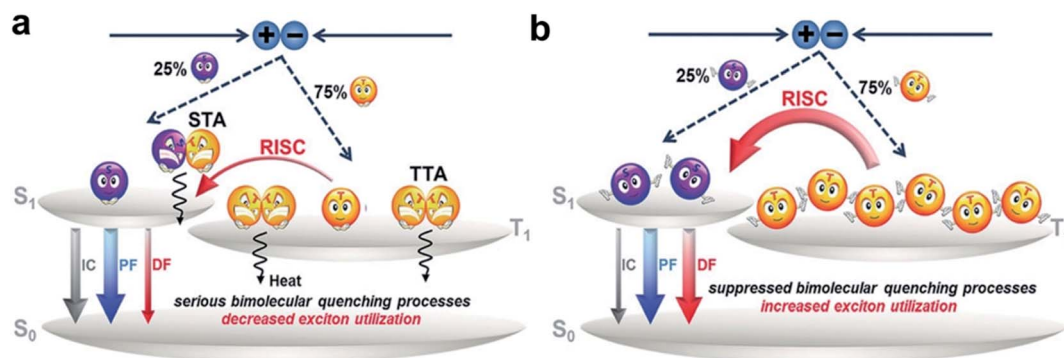 a
+ −
25%
75%
STA
RISC
TTA
S1
T1
IC PF DF
Heat
serious bimolecular quenching processes
decreased exciton utilization
S0
b
+ −
25%
75%
RISC
S1
T
IC PF DF
suppressed bimolecular quenching processes
increased exciton utilization
S0